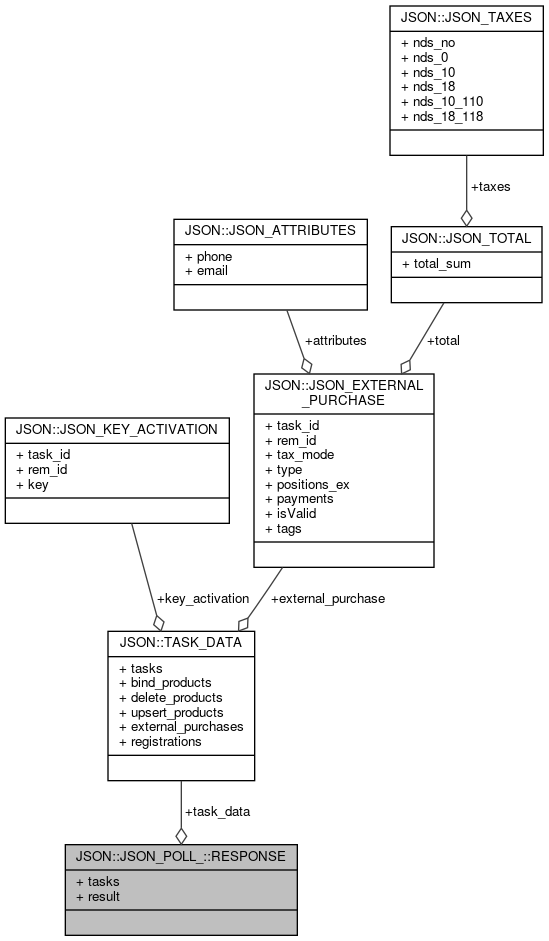 JSON::JSON_TAXES
+ nds_no
+ nds_0
+ nds_10
+ nds_18
+ nds_10_110
+ nds_18_118
+taxes
JSON::JSON_ATTRIBUTES
+ phone
+ email
JSON::JSON_TOTAL
+ total_sum
+attributes
+total
JSON::JSON_EXTERNAL
_PURCHASE
+ task_id
+ rem_id
+ tax_mode
+ type
+ positions_ex
+ payments
+ isValid
+ tags
JSON::JSON_KEY_ACTIVATION
+ task_id
+ rem_id
+ key
+key_activation
+external_purchase
JSON::TASK_DATA
+ tasks
+ bind_products
+ delete_products
+ upsert_products
+ external_purchases
+ registrations
+task_data
JSON::JSON_POLL_::RESPONSE
+ tasks
+ result